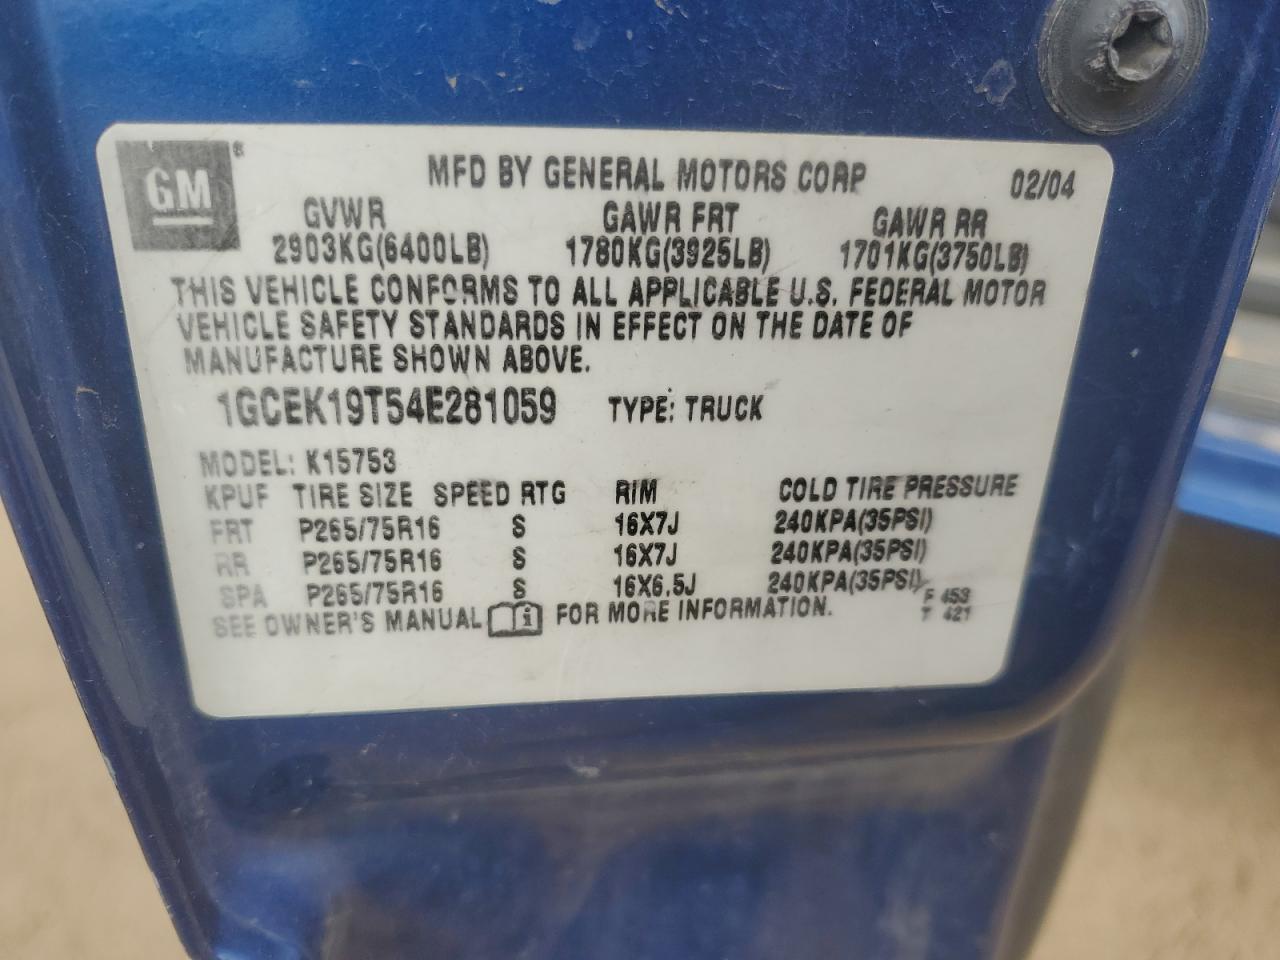 GM®
MFD BY GENERAL MOTORS CORP 02/04
GVWR GAWR FRT GAWR RR
2903KG(6400LB) 1780KG(3925LB) 1701KG(3750LB)
THIS VEHICLE CONFORMS TO ALL APPLICABLE U.S. FEDERAL MOTOR
VEHICLE SAFETY STANDARDS IN EFFECT ON THE DATE OF
MANUFACTURE SHOWN ABOVE.
1GCEK19T54E281059 TYPE: TRUCK
MODEL: K15753
KPUF TIRE SIZE SPEED RTG RIM COLD TIRE PRESSURE
FRT P265/75R16 S 16X7J 240KPA(35PSI)
RR P265/75R16 S 16X7J 240KPA(35PSI)
SPA P265/75R16 S 16X6.5J 240KPA(35PSI)
SEE OWNER'S MANUAL i FOR MORE INFORMATION.
F 453
T 421